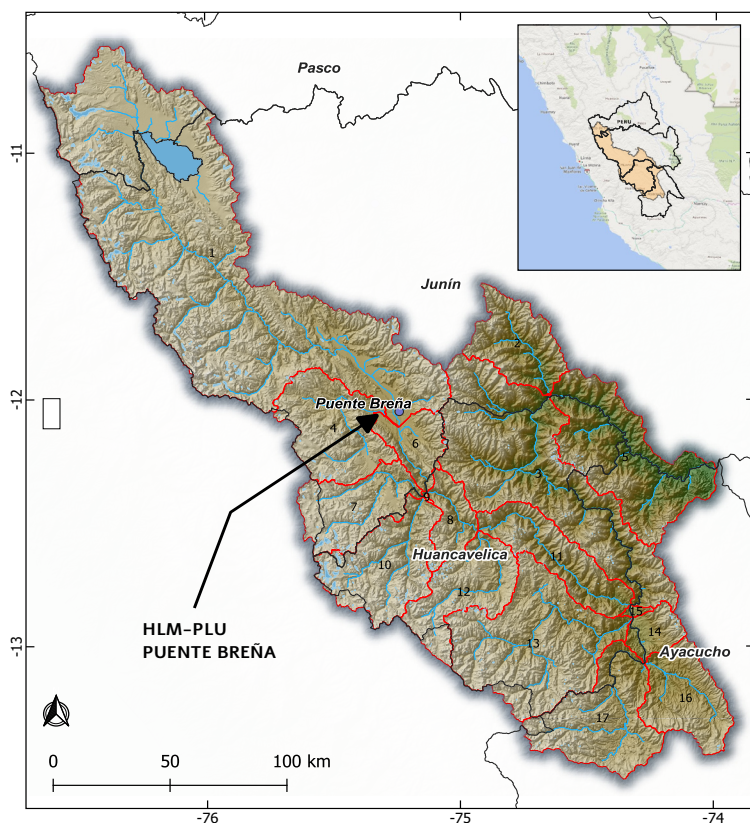 Pasco
PERU
-11
Junín
1
2
-12
Puente Breña
4
6
5
3
9
7
8
Huancavelica
11
10
12
HLM-PLU
PUENTE BREÑA
15
-13
13
14
Ayacucho
16
17
0 50 100 km
-76 -75 -74